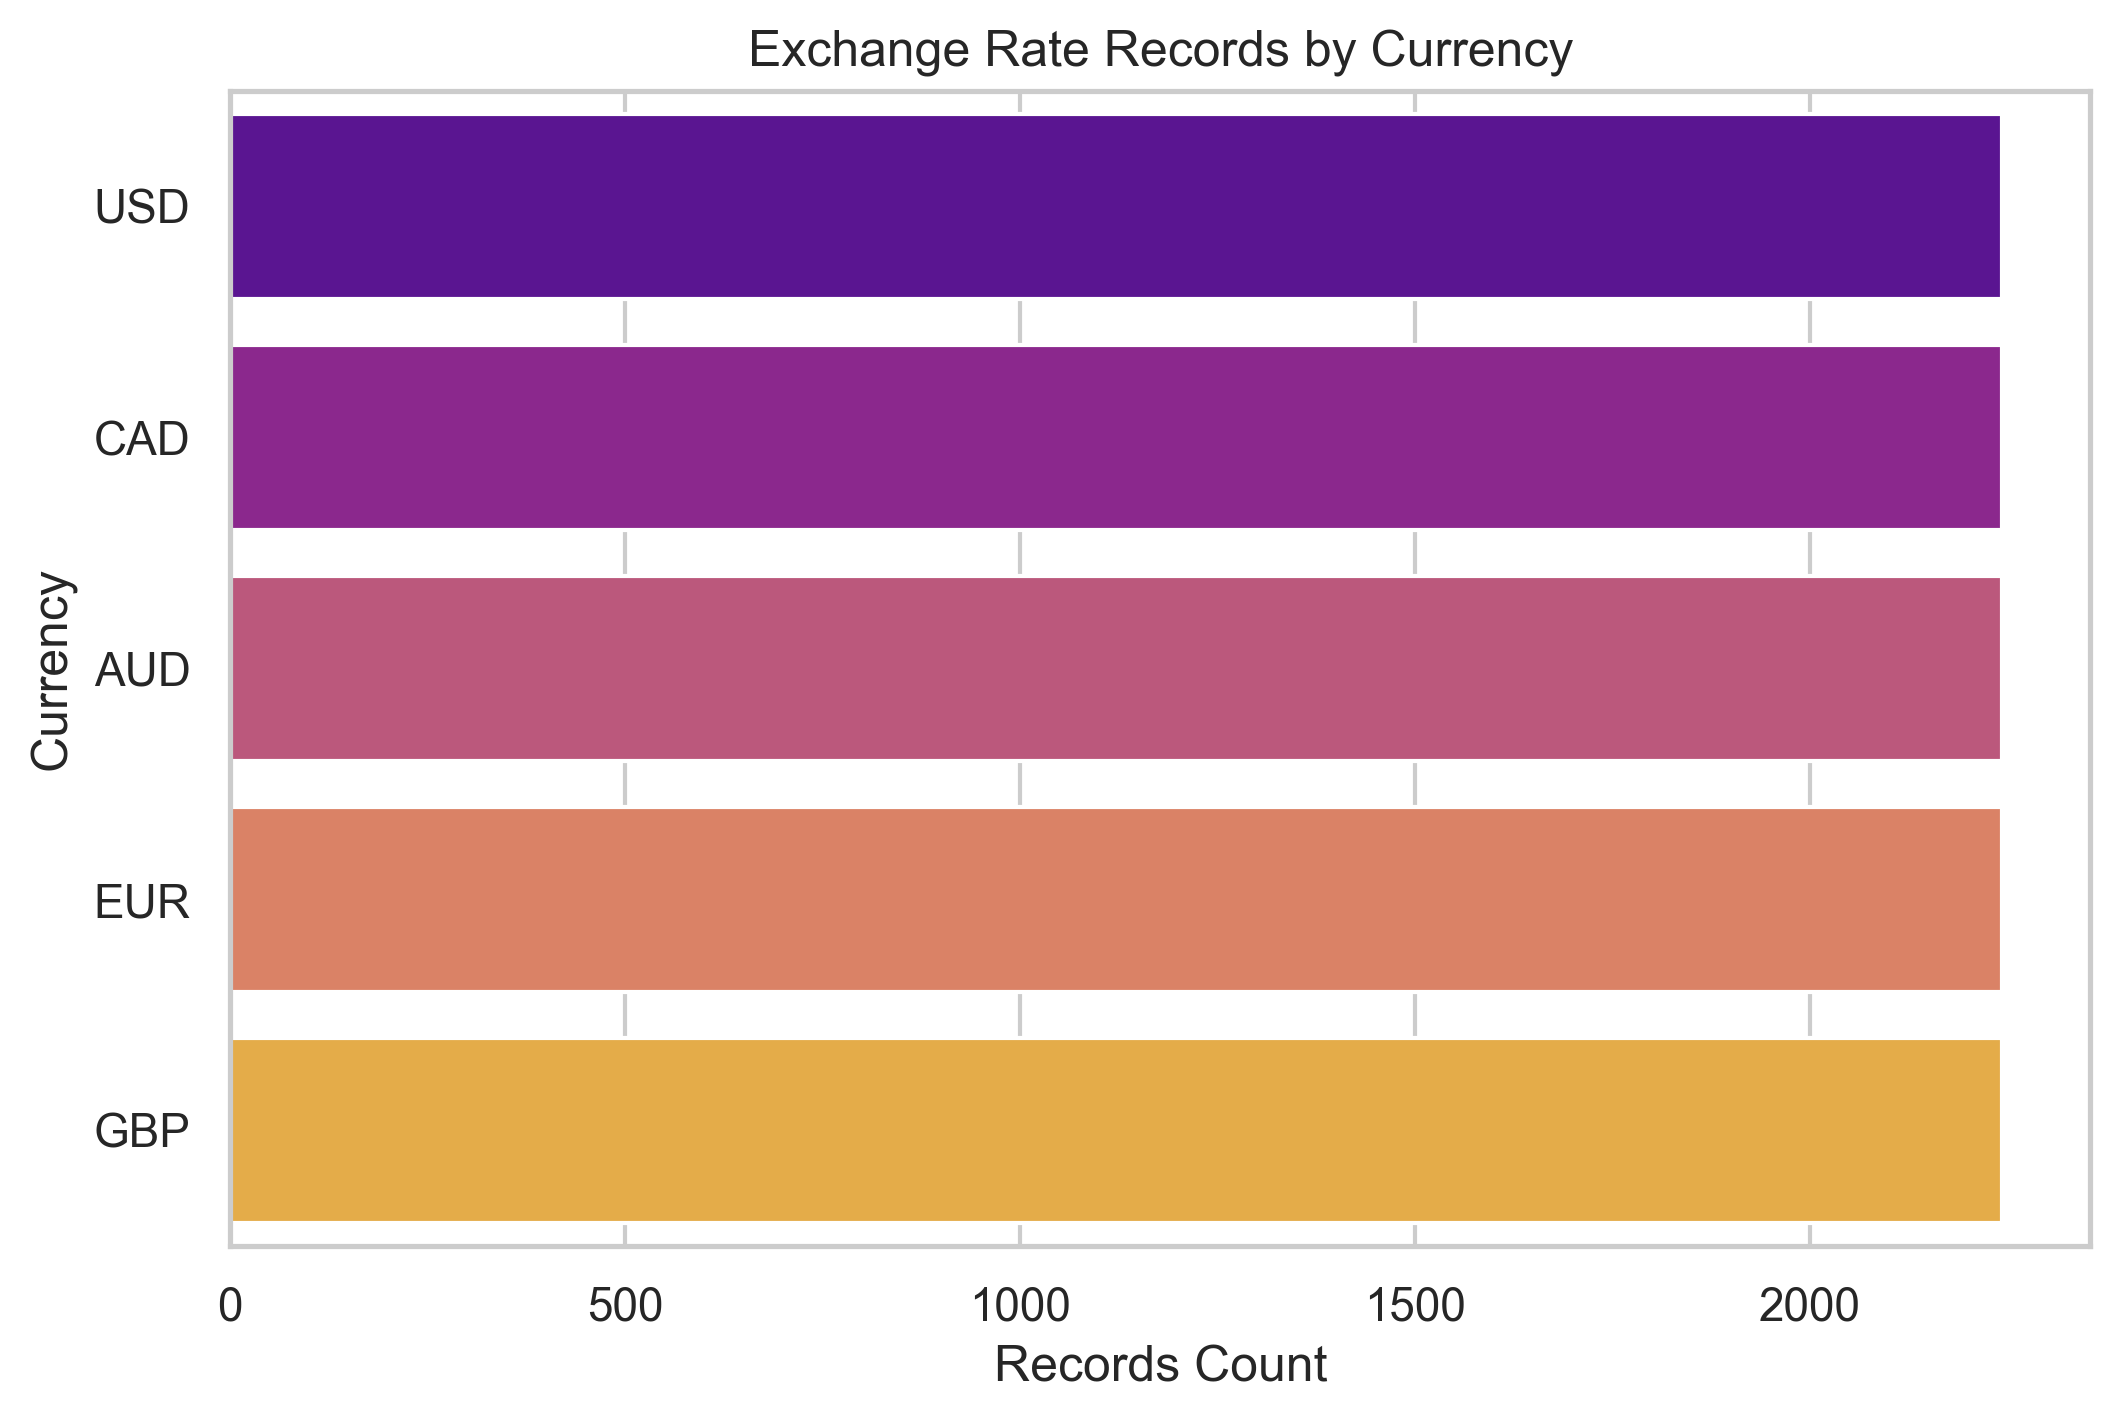 Exchange Rate Records by Currency
USD
CAD
AUD
EUR
GBP
Currency
0 500 1000 1500 2000
Records Count